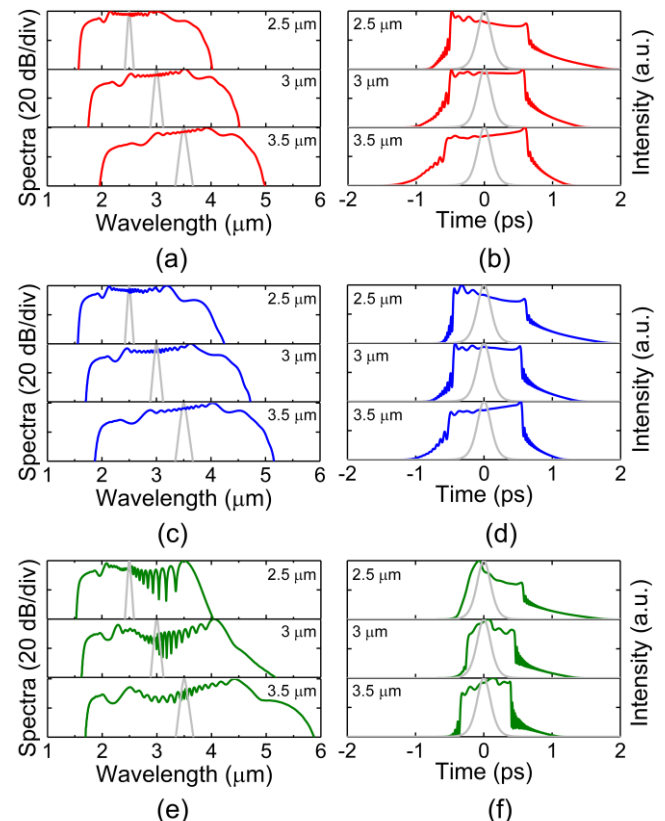 Spectra (20 dB/div)
2.5 μm
3 μm
3.5 μm
1 2 3 4 5 6
Wavelength (μm)
(a)
2.5 μm
3 μm
3.5 μm
Intensity (a.u.)
-2 -1 0 1 2
Time (ps)
(b)
Spectra (20 dB/div)
2.5 μm
3 μm
3.5 μm
1 2 3 4 5 6
Wavelength (μm)
(c)
2.5 μm
3 μm
3.5 μm
Intensity (a.u.)
-2 -1 0 1 2
Time (ps)
(d)
Spectra (20 dB/div)
2.5 μm
3 μm
3.5 μm
1 2 3 4 5 6
Wavelength (μm)
(e)
2.5 μm
3 μm
3.5 μm
Intensity (a.u.)
-2 -1 0 1 2
Time (ps)
(f)